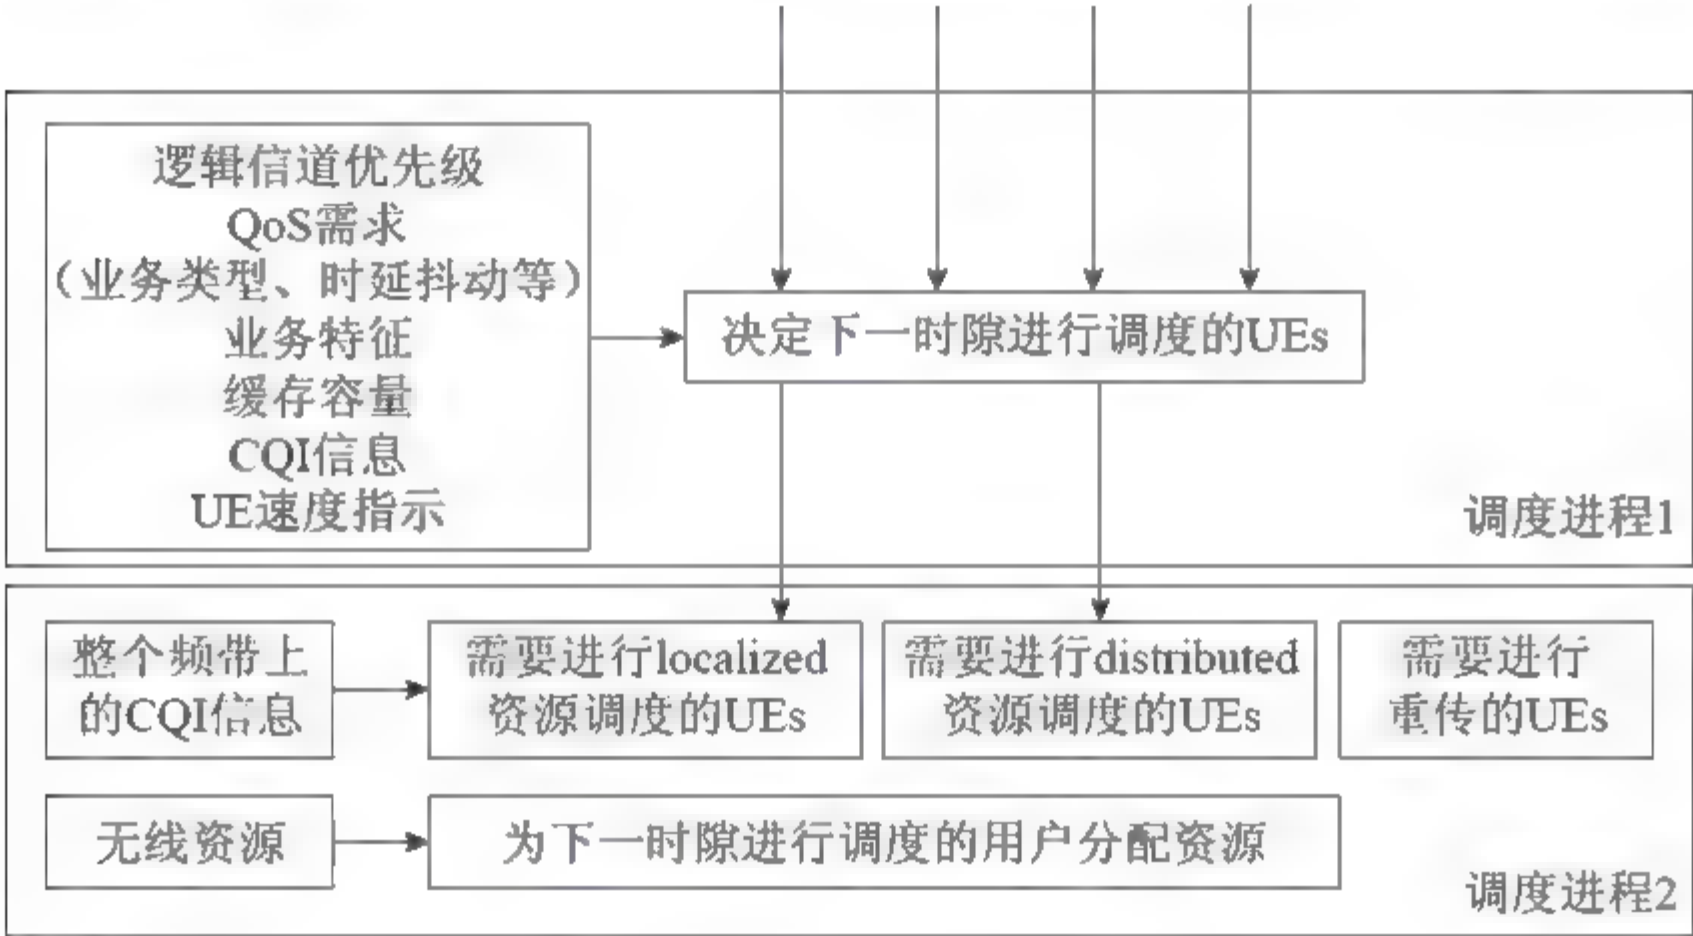 逻辑信道优先级
QoS需求
（业务类型、时延抖动等）
业务特征
缓存容量
CQI信息
UE速度指示
决定下一时隙进行调度的UEs
调度进程1
整个频带上
的CQI信息
需要进行localized
资源调度的UEs
需要进行distributed
资源调度的UEs
需要进行
重传的UEs
无线资源
为下一时隙进行调度的用户分配资源
调度进程2